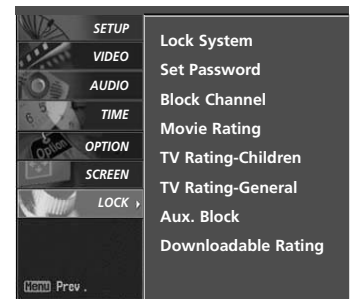 SETUP
VIDEO
AUDIO
TIME
OPTION
SCREEN
LOCK
Lock System
Set Password
Block Channel
Movie Rating
TV Rating-Children
TV Rating-General
Aux. Block
Downloadable Rating
Menu Prev.